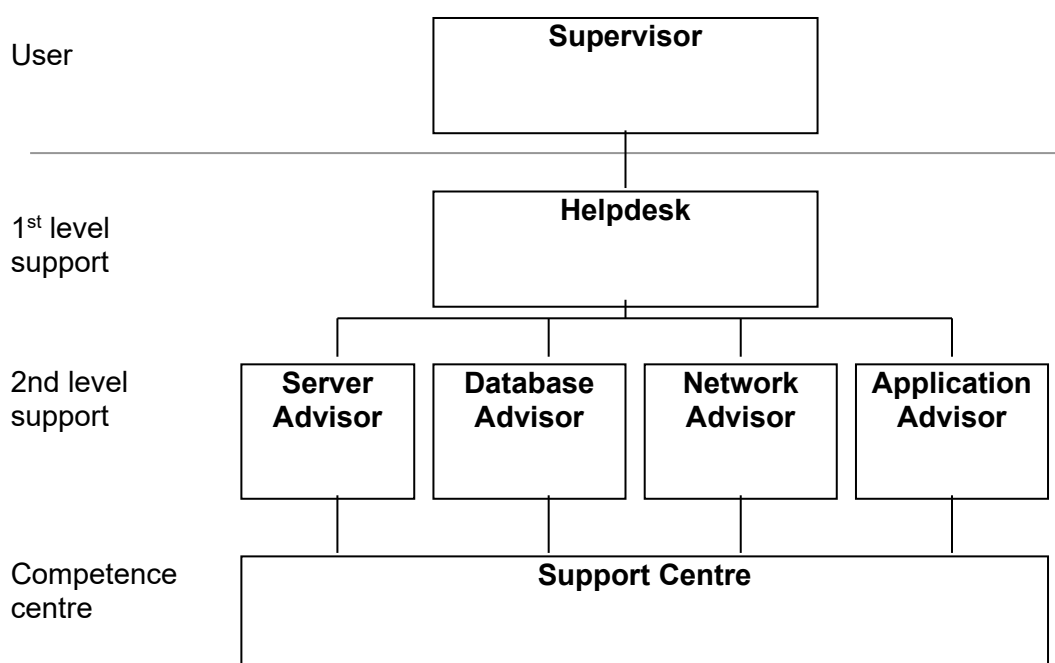 User
Supervisor
1st level
support
Helpdesk
2nd level
support
Server
Advisor
Database
Advisor
Network
Advisor
Application
Advisor
Competence
centre
Support Centre